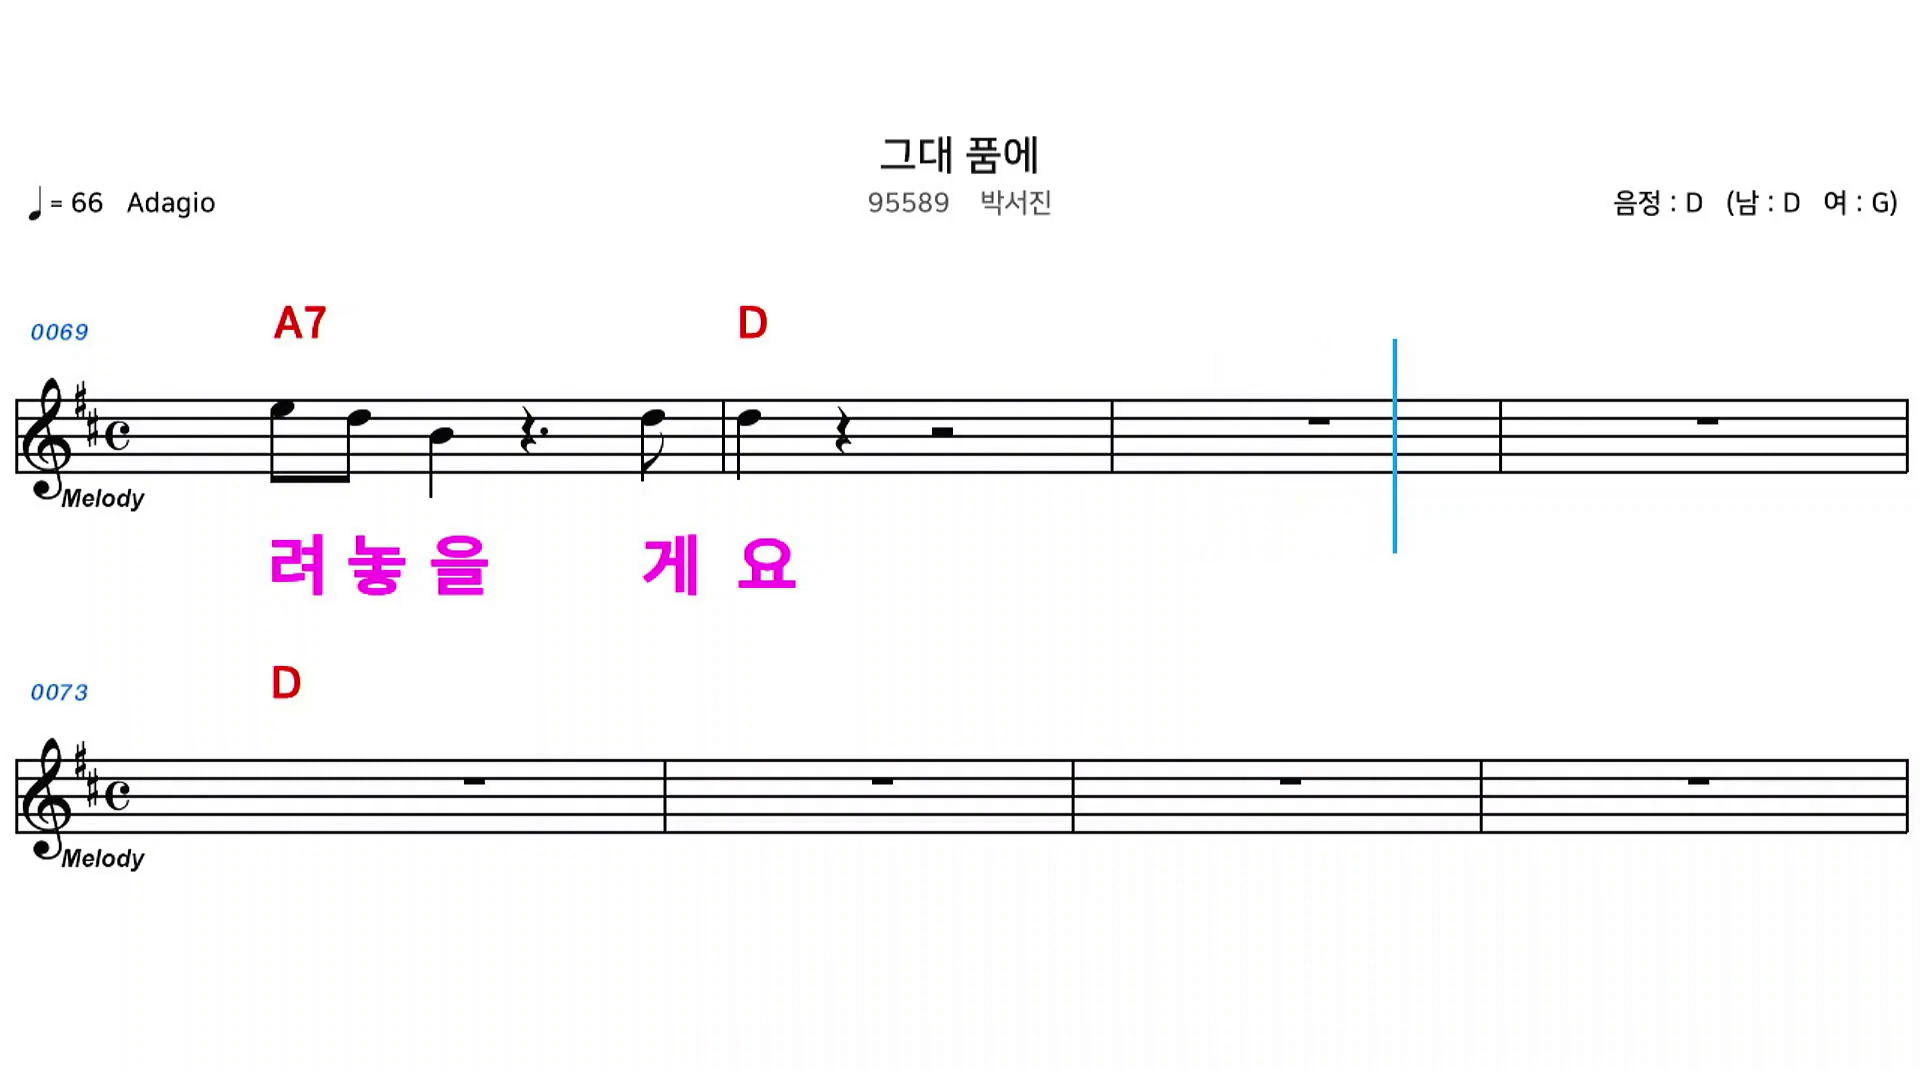 그대 품에
♩= 66 Adagio
95589 박서진
음정 : D (남 : D 여 : G)
0069 A7 D
Melody
려 놓 을 게 요
0073 D
Melody